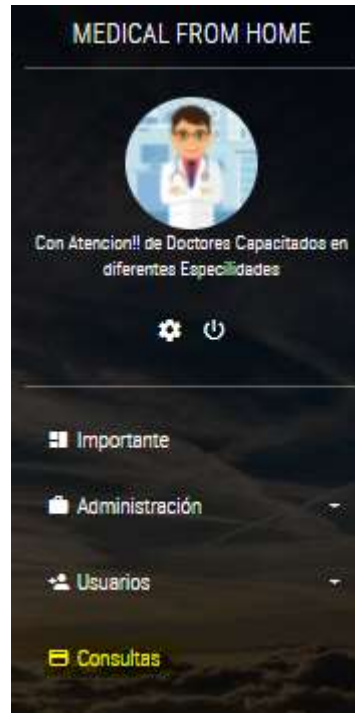 MEDICAL FROM HOME
Con Atencion!! de Doctores Capacitados en
diferentes Especilidades
Importante
Administración
Usuarios
Consultas